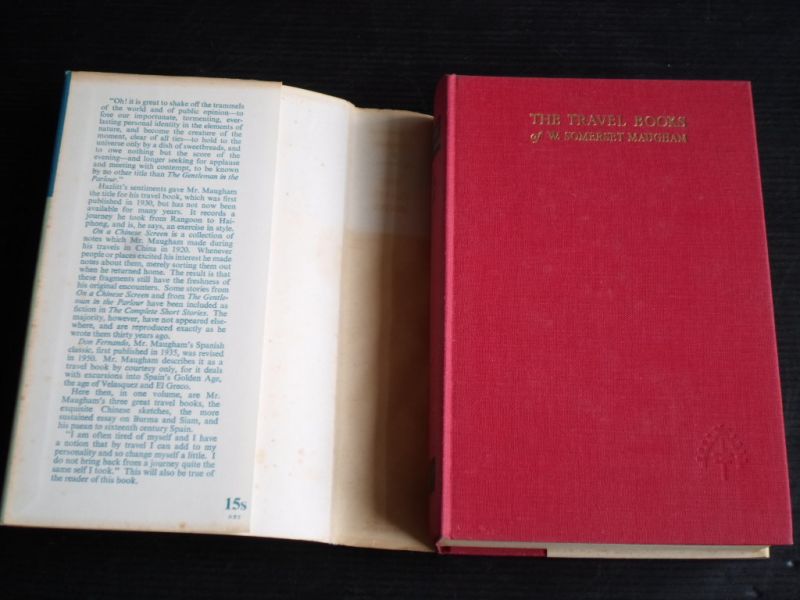 "Oh! it is great to shake off the trammels
of the world and of public opinion—to
lose our importunate, tormenting, ever-
lasting personal identity in the elements of
nature, and become the creature of the
moment, clear of all ties—to hold to the
universe only by a dish of sweetbreads, and
to owe nothing but the score of the
evening—and longer seeking for applause
and meeting with contempt, to be known
by no other title than The Gentleman in the
Parlour."
Hazlitt's sentiments gave Mr. Maugham
the title for his travel book, which was first
published in 1930, but has not now been
available for many years. It records a
journey he took from Rangoon to Hai-
phong, and is, he says, an exercise in style.
On a Chinese Screen is a collection of
notes which Mr. Maugham made during
his travels in China in 1920. Whenever
people or places excited his interest he made
notes about them, merely sorting them out
when he returned home. The result is that
these fragments still have the freshness of
his original encounters. Some stories from
On a Chinese Screen and from The Gentle-
man in the Parlour have been included as
fiction in The Complete Short Stories. The
majority, however, have not appeared else-
where, and are reproduced exactly as he
wrote them thirty years ago.
Don Fernando, Mr. Maugham's Spanish
classic, first published in 1935, was revised
in 1950. Mr. Maugham describes it as a
travel book by courtesy only, for it deals
with excursions into Spain's Golden Age,
the age of Velasquez and El Greco.
Here then, in one volume, are Mr.
Maugham's three great travel books, the
exquisite Chinese sketches, the more
sustained essay on Burma and Siam, and
his paean to sixteenth century Spain.
"I am often tired of myself and I have
a notion that by travel I can add to my
personality and so change myself a little. I
do not bring back from a journey quite the
same self I took." This will also be true of
the reader of this book.
15s
NET
THE TRAVEL BOOKS
of W. SOMERSET MAUGHAM